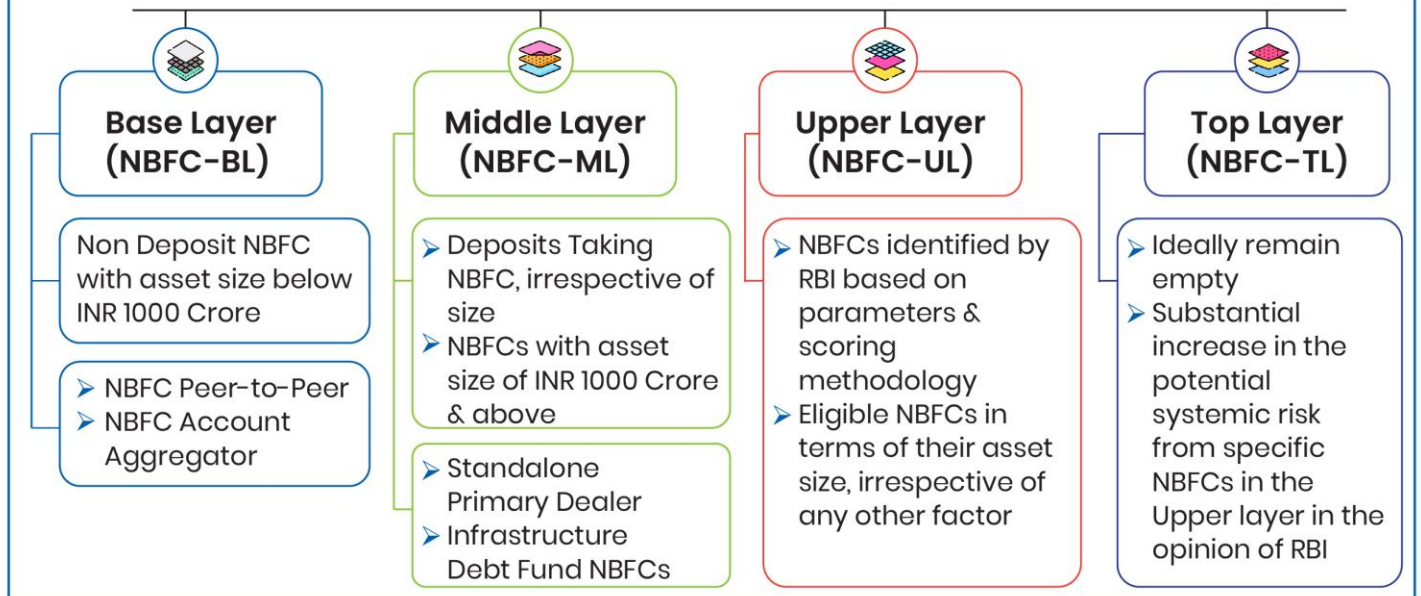 Base Layer
(NBFC-BL)
Non Deposit NBFC
with asset size below
INR 1000 Crore
➢ NBFC Peer-to-Peer
➢ NBFC Account
Aggregator
Middle Layer
(NBFC-ML)
➢ Deposits Taking
NBFC, irrespective of
size
➢ NBFCs with asset
size of INR 1000 Crore
& above
➢ Standalone
Primary Dealer
➢ Infrastructure
Debt Fund NBFCs
Upper Layer
(NBFC-UL)
➢ NBFCs identified by
RBI based on
parameters &
scoring
methodology
➢ Eligible NBFCs in
terms of their asset
size, irrespective of
any other factor
Top Layer
(NBFC-TL)
➢ Ideally remain
empty
➢ Substantial
increase in the
potential
systemic risk
from specific
NBFCs in the
Upper layer in the
opinion of RBI